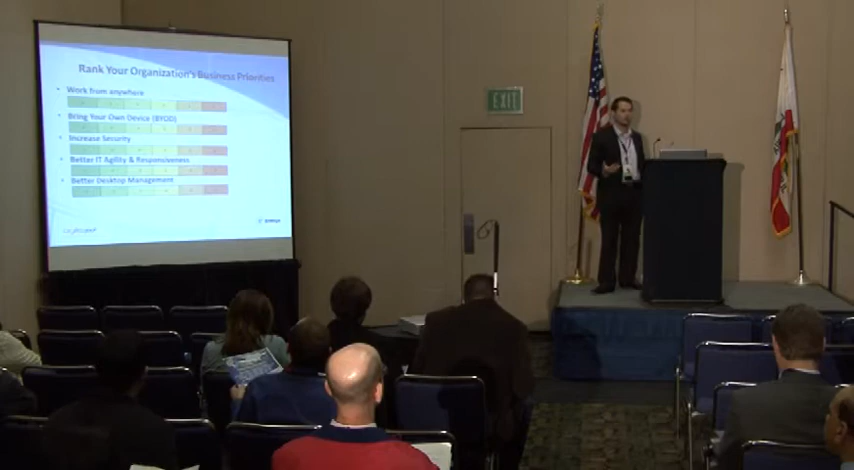 Rank Your Organization's Business Priorities
Work from anywhere
Bring Your Own Device (BYOD)
Increase Security
Better IT Agility & Responsiveness
Better Desktop Management
EXIT